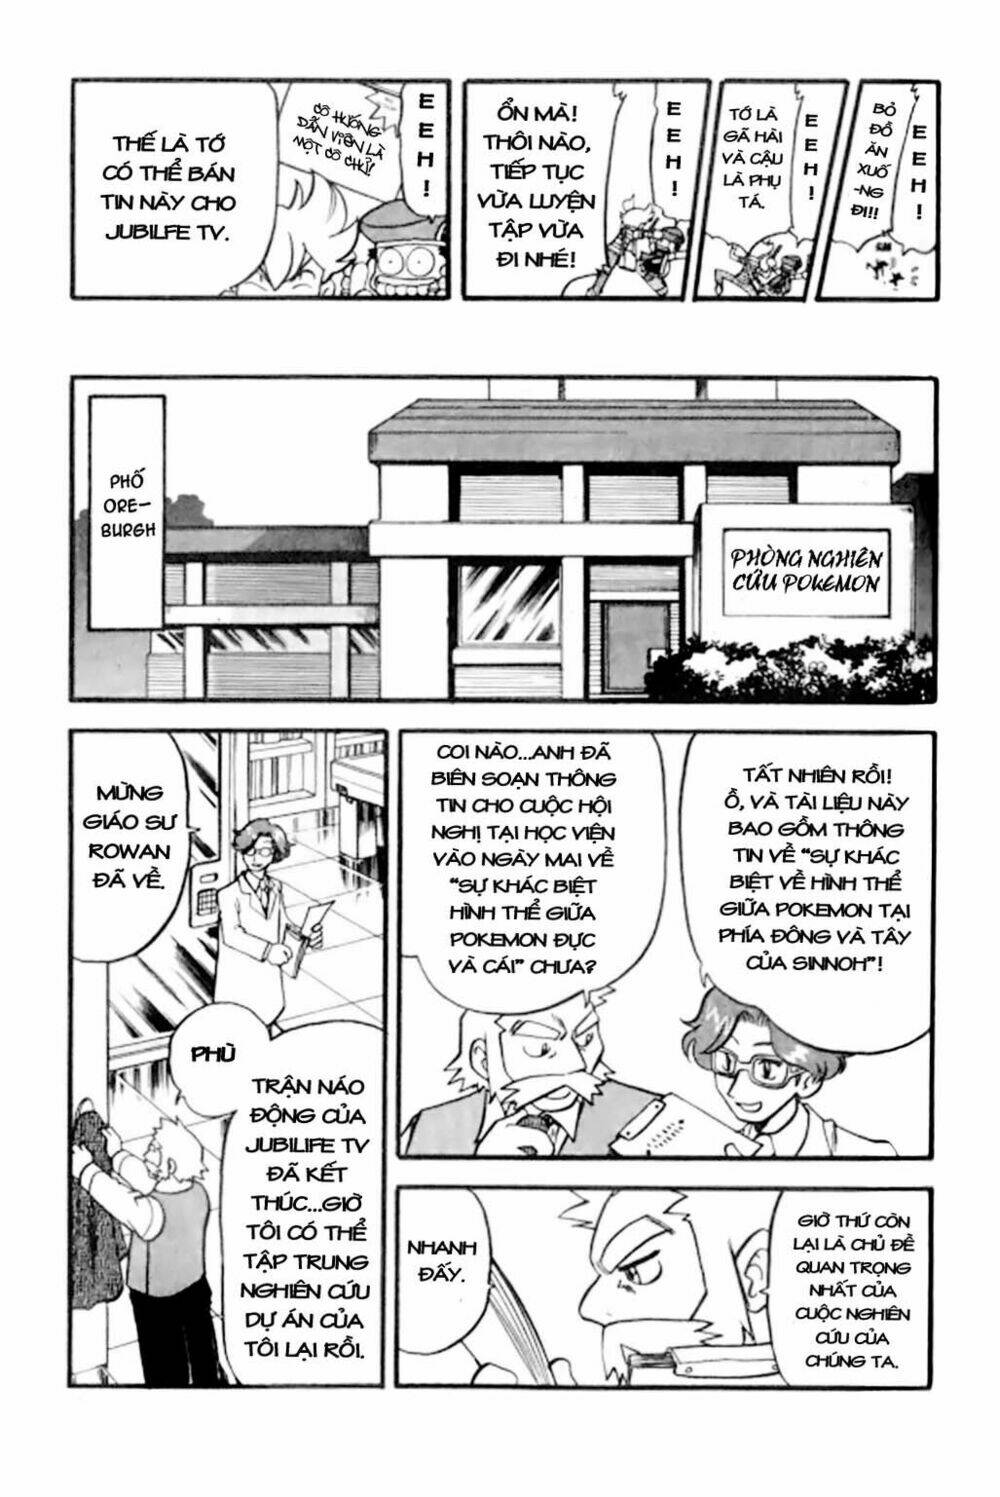 THẾ LÀ TỚ
CÓ THỂ BÁN
TIN NÀY CHO
JUBILFE TV.
CÔ HƯỚNG
DẪN VIÊN LÀ
MỘT CÔ CHỦ!
EEH!
ỔN MÀ!
THÔI NÀO,
TIẾP TỤC
VỪA LUYỆN
TẬP VỪA
ĐI NHÉ!
EEH!
TỚ LÀ
GÃ HÀI
VÀ CẬU
LÀ PHỤ
TÁ.
EEH!
BỎ
ĐỒ
ĂN
XUỐ-
NG
ĐI!!
EEH!
PHỐ
ORE-
BURGH
PHÒNG NGHIÊN
CỨU POKEMON
MỪNG
GIÁO SƯ
ROWAN
ĐÃ VỀ.
PHÙ
TRẬN NÁO
ĐỘNG CỦA
JUBILIFE TV
ĐÃ KẾT
THÚC...GIỜ
TÔI CÓ THỂ
TẬP TRUNG
NGHIÊN CỨU
DỰ ÁN CỦA
TÔI LẠI RỒI.
COI NÀO...ANH ĐÃ
BIÊN SOẠN THÔNG
TIN CHO CUỘC HỘI
NGHỊ TẠI HỌC VIỆN
VÀO NGÀY MAI VỀ
"SỰ KHÁC BIỆT
HÌNH THỂ GIỮA
POKEMON ĐỰC
VÀ CÁI" CHƯA?
TẤT NHIÊN RỒI!
Ồ, VÀ TÀI LIỆU NÀY
BAO GỒM THÔNG
TIN VỀ "SỰ KHÁC
BIỆT VỀ HÌNH THỂ
GIỮA POKEMON TẠI
PHÍA ĐÔNG VÀ TÂY
CỦA SINNOH"!
NHANH
ĐẤY.
GIỜ THỨ CÒN
LẠI LÀ CHỦ ĐỀ
QUAN TRỌNG
NHẤT CỦA
CUỘC NGHIÊN
CỨU CỦA
CHÚNG TA.